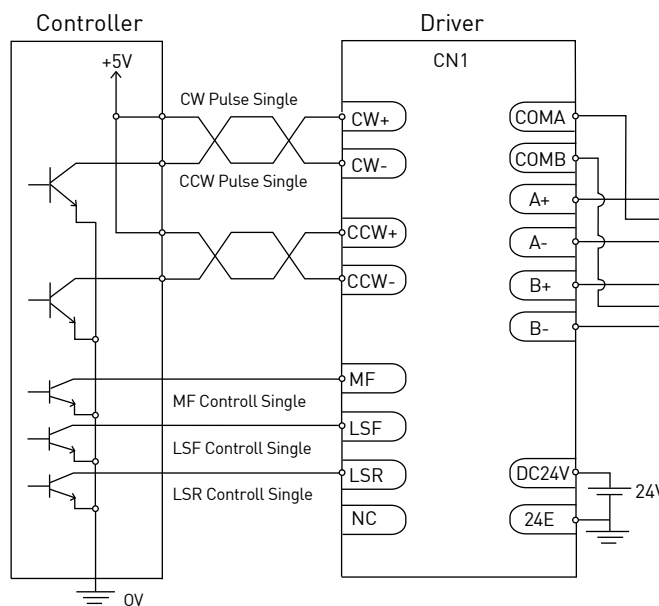 Controller
Driver
+5V
CN1
CW Pulse Single
CW+
COMA
COMB
CCW Pulse Single
CW-
A+
CCW+
A-
CCW-
B+
B-
MF
MF Controll Single
LSF
LSF Controll Single
LSR
DC24V
24V
LSR Controll Single
NC
24E
0V